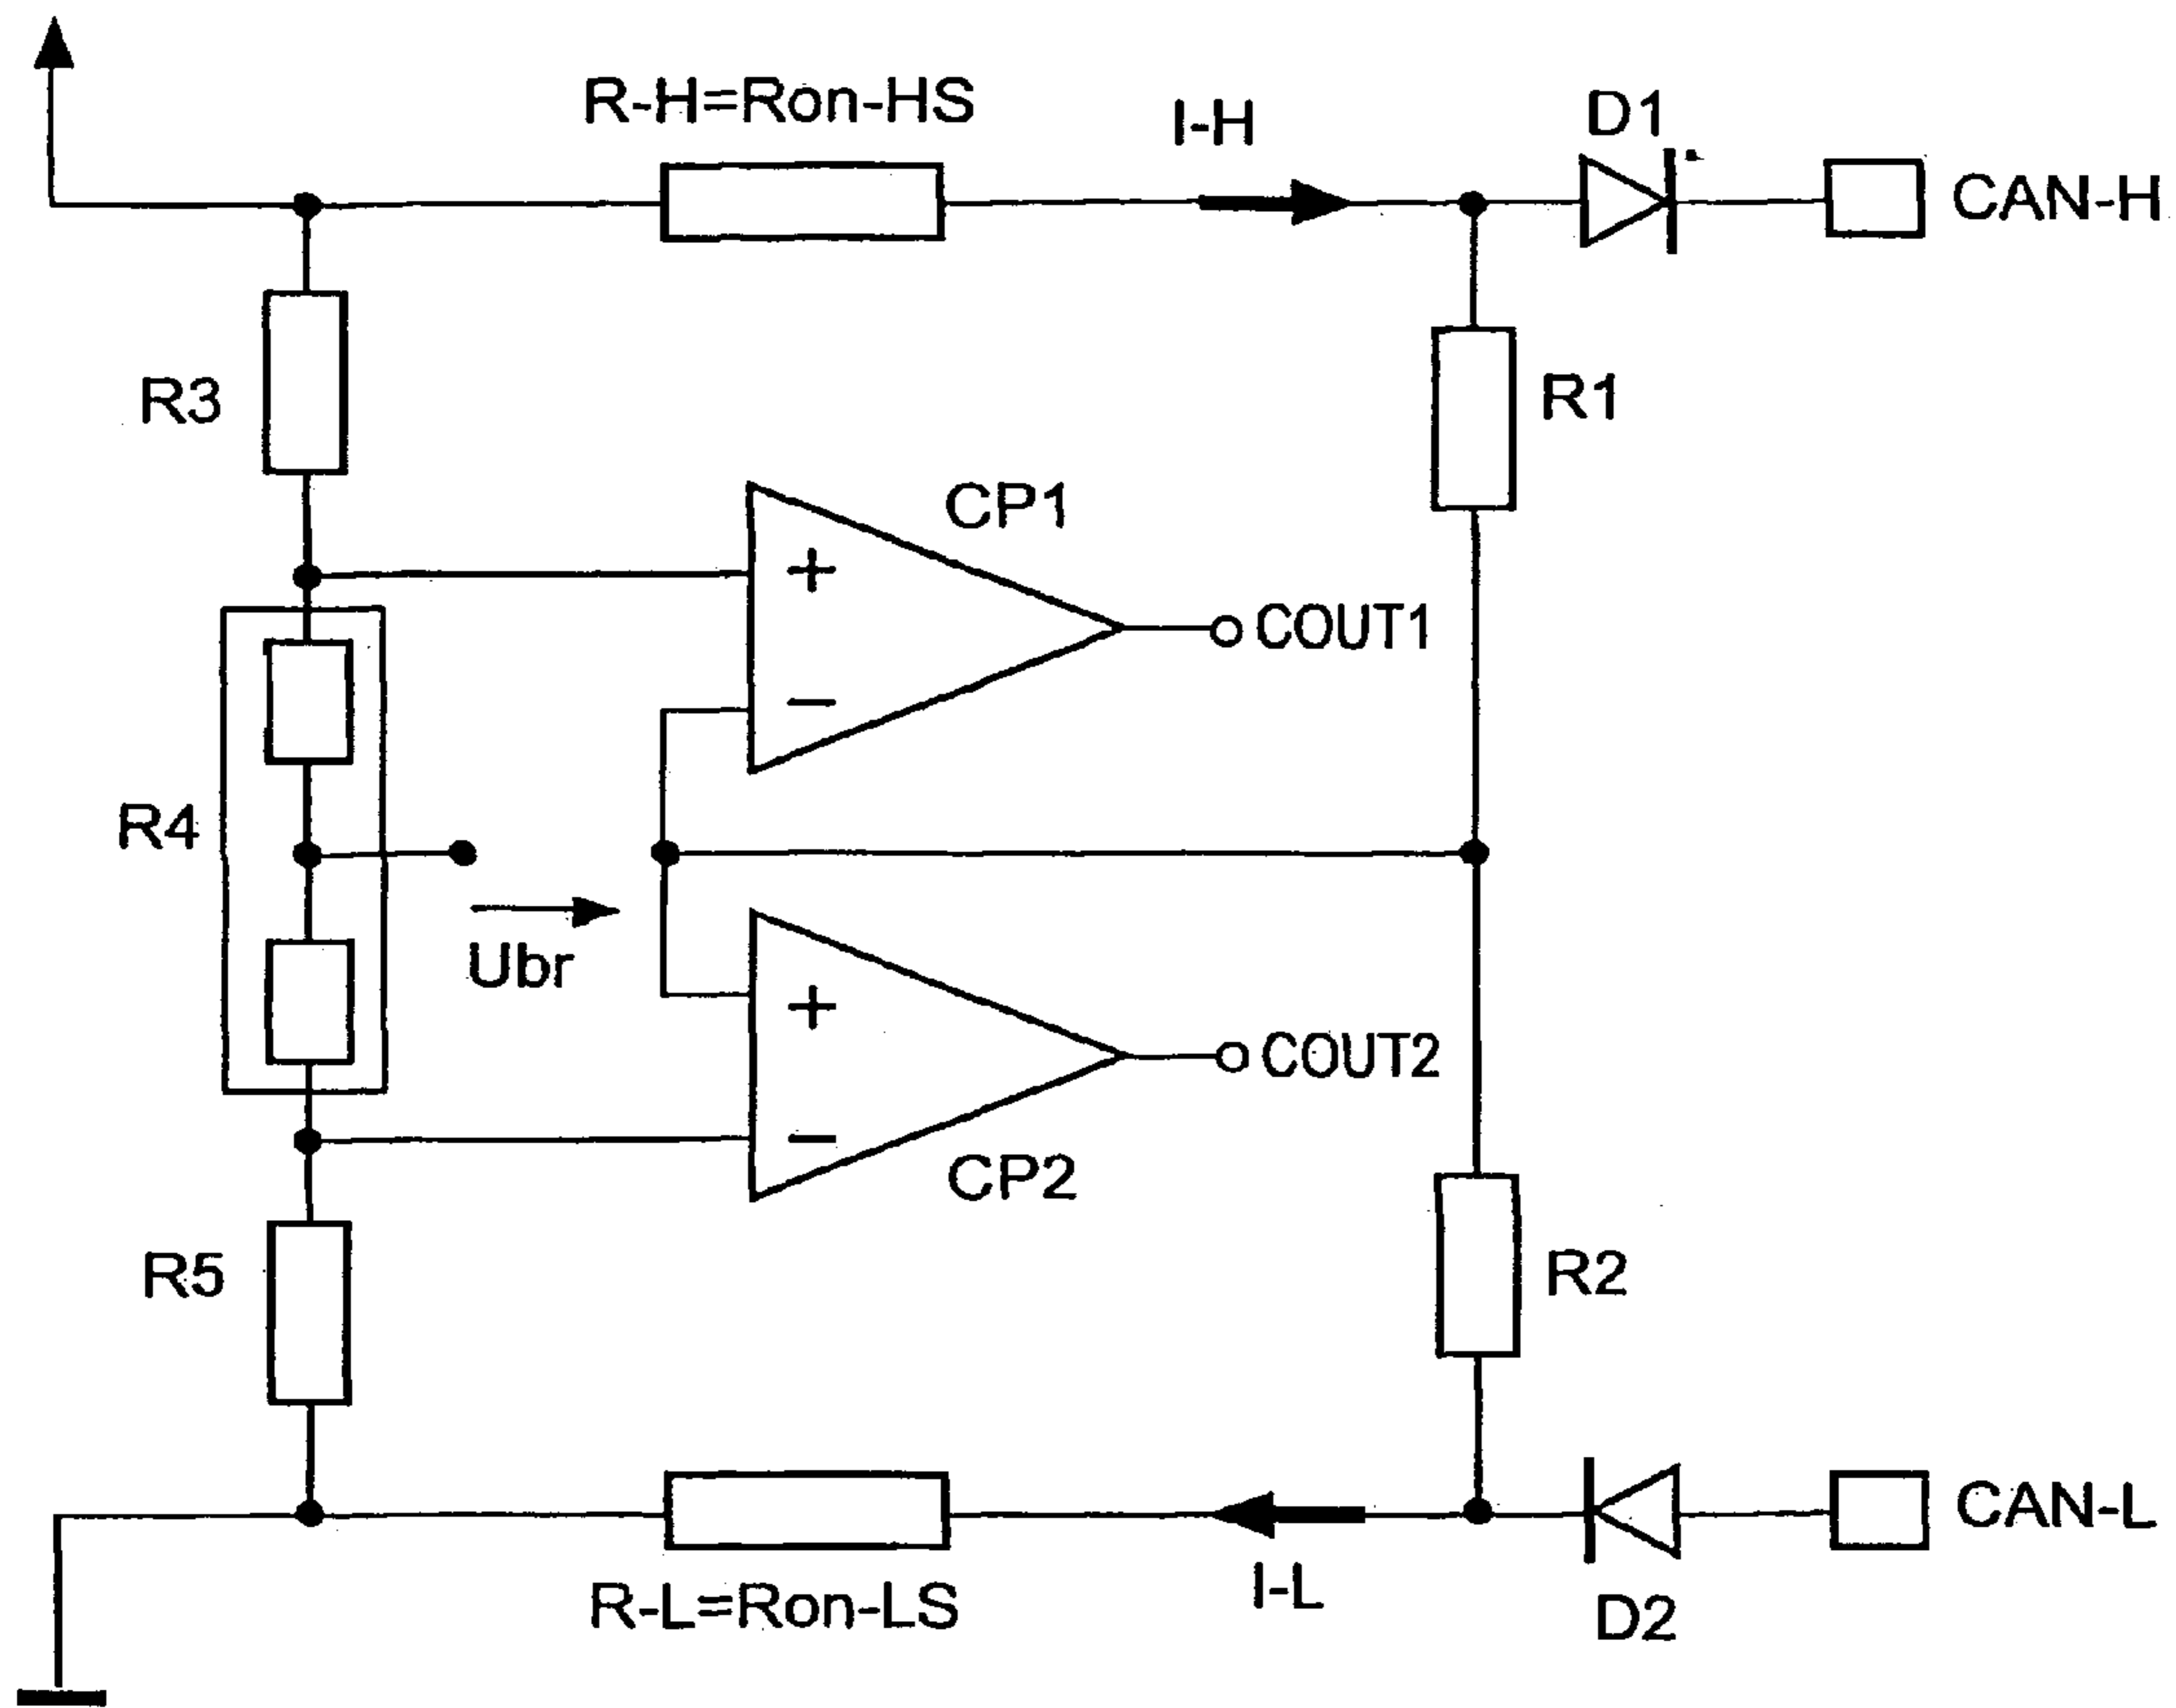 R-H=Ron-HS
I-H
D1
CAN-H
R3
R1
CP1
+
−
COUT1
R4
Ubr
+
−
COUT2
CP2
R5
R2
R-L=Ron-LS
I-L
D2
CAN-L